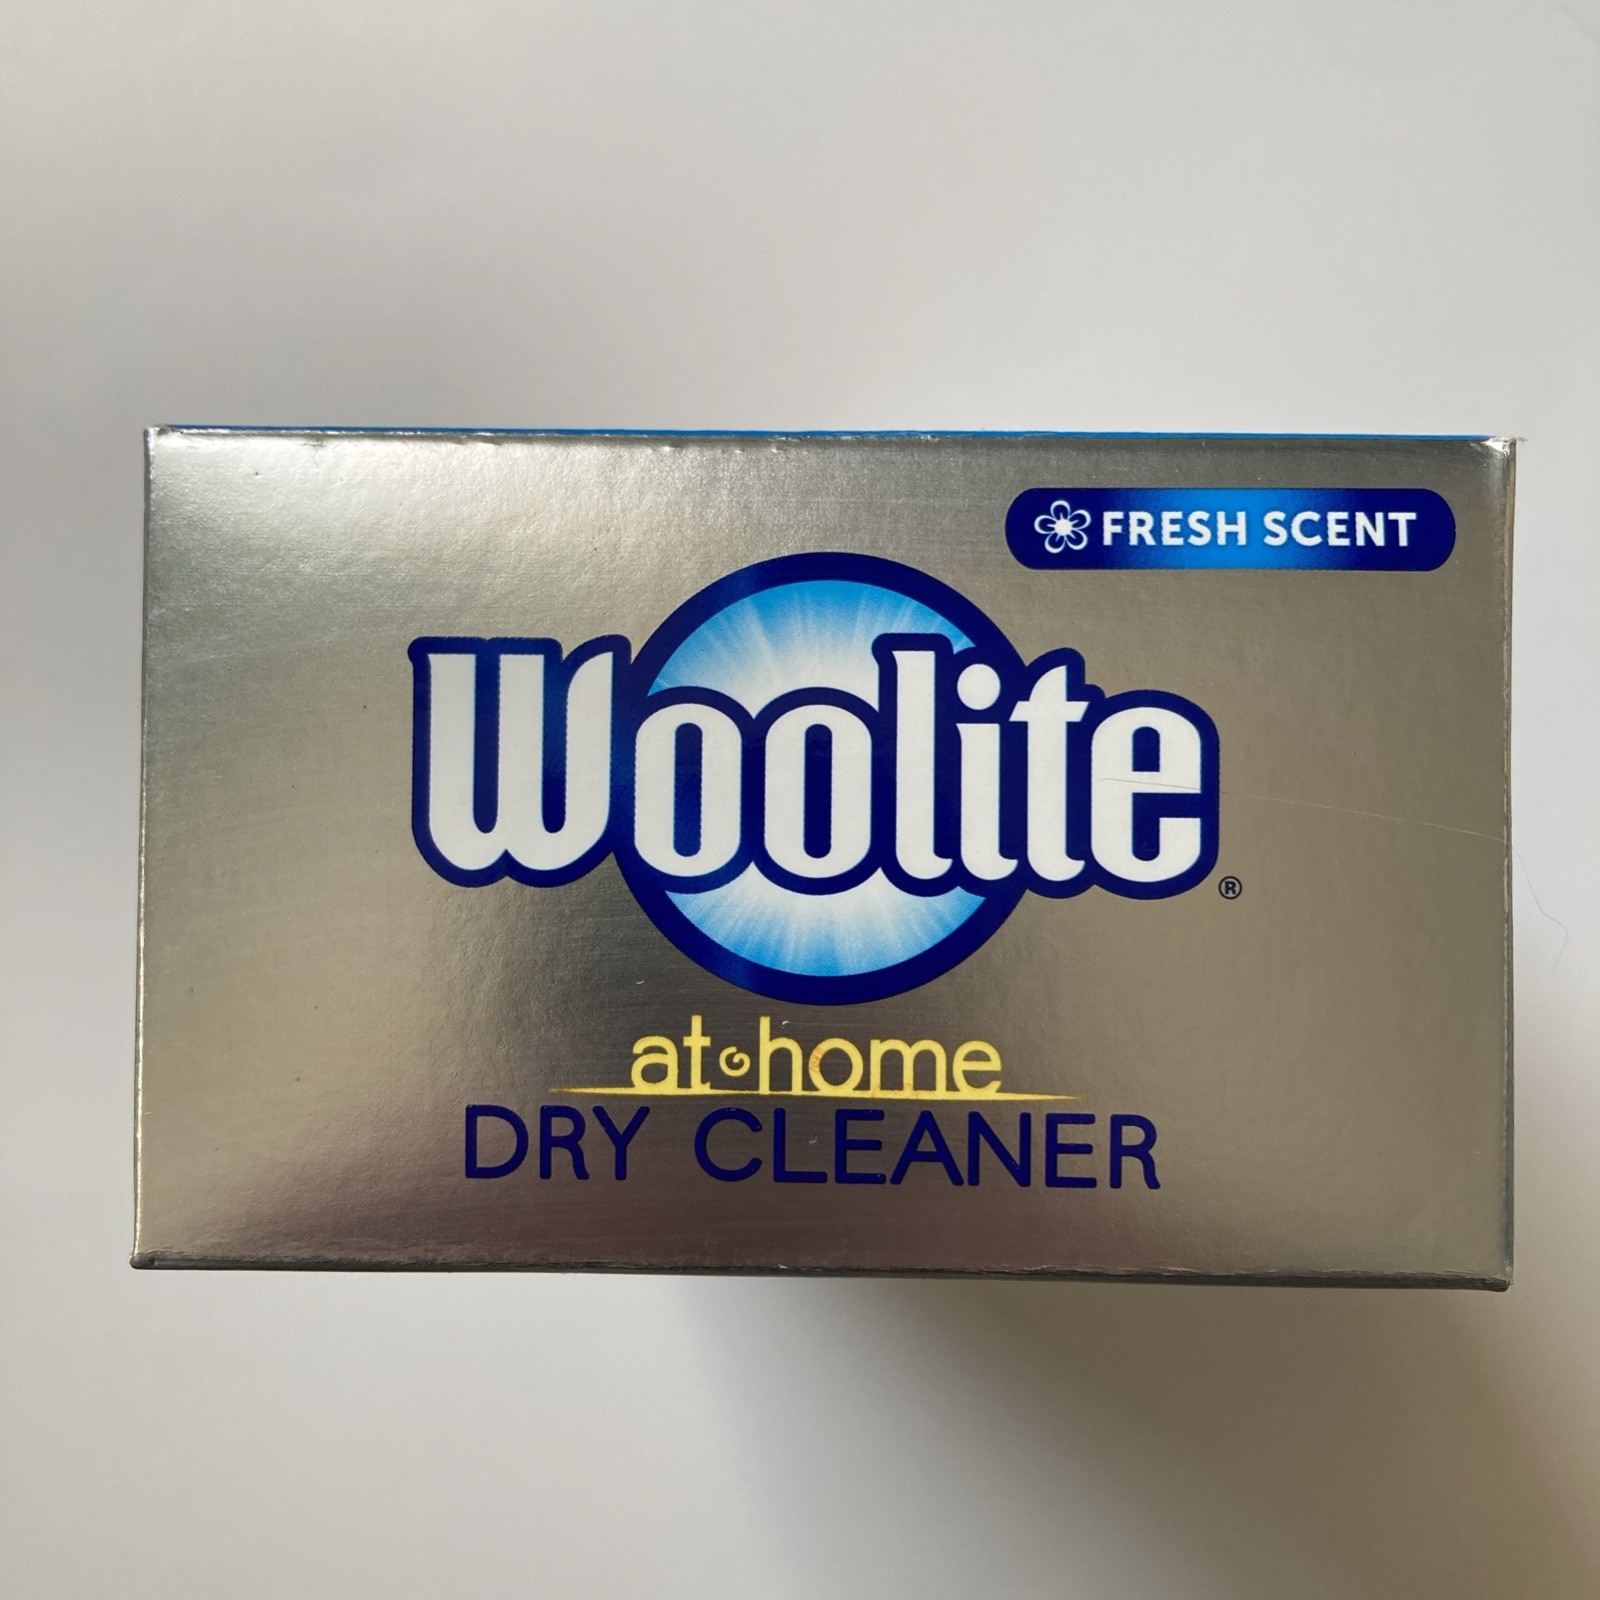 FRESH SCENT
Woolite®
at home
DRY CLEANER